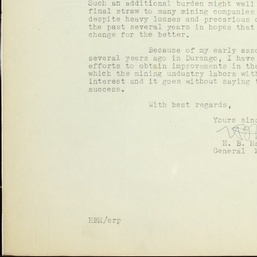 Such an additional burden might well
final straw to many mining companies
despite heavy losses and precarious
the past several years in hopes that
change for the better.
Because of my early
several years ago in Durango, I have
efforts to obtain improvements in the
which the mining industry labors
interest and it goes without saying
success.
With best regards,
Yours
H. B.
General
HBH/erp